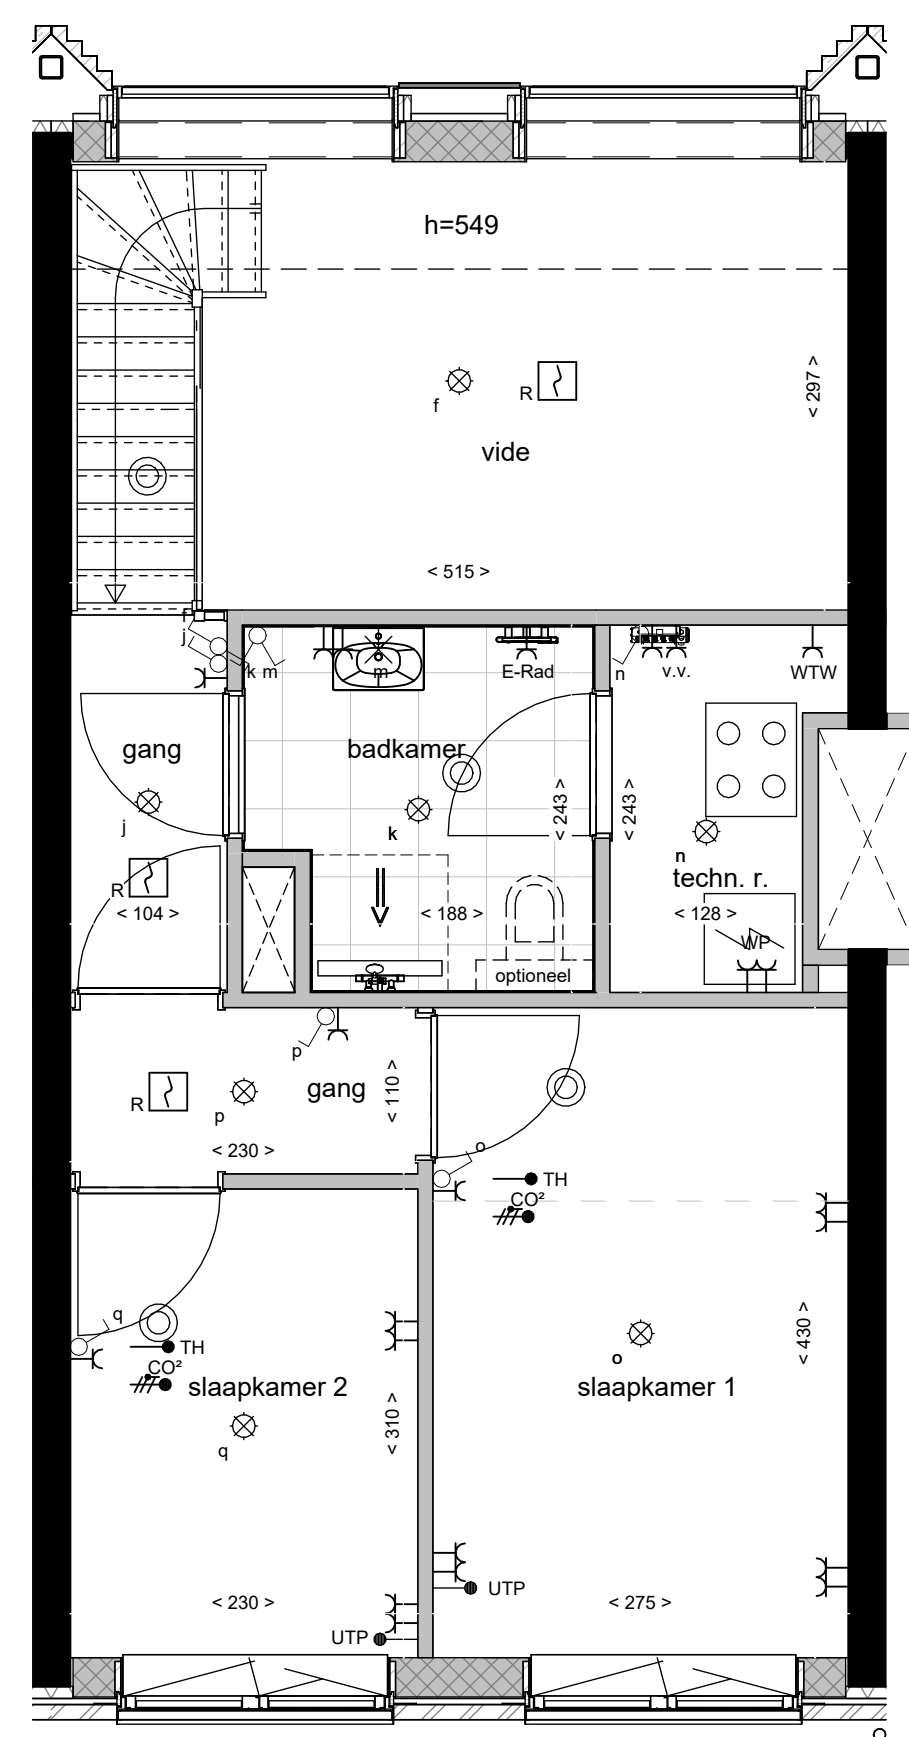 h=549
< 297 >
f
R
vide
< 515 >
f
j
k m
m
E-Rad
n
v.v.
WTW
gang
badkamer
j
k
< 243 >
< 243 >
n
techn. r.
R
< 104 >
< 188 >
< 128 >
WP
optioneel
p
gang
< 110 >
R
p
< 230 >
o
TH
CO²
q
TH
CO²
slaapkamer 2
q
< 310 >
o
slaapkamer 1
< 430 >
UTP
< 230 >
< 275 >
UTP